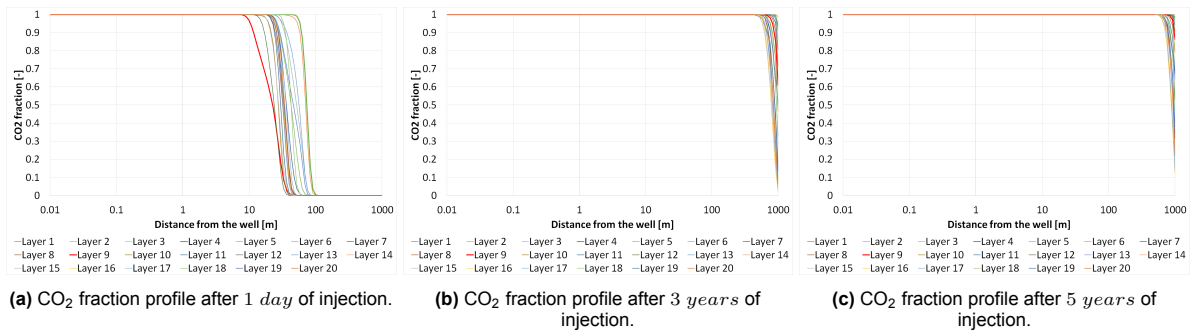 1
0.9
0.8
0.7
0.6
0.5
0.4
0.3
0.2
0.1
0
CO2 fraction [-]
0.01 0.1 1 10 100 1000
Distance from the well [m]
Layer 1 Layer 2 Layer 3 Layer 4 Layer 5 Layer 6 Layer 7
Layer 8 Layer 9 Layer 10 Layer 11 Layer 12 Layer 13 Layer 14
Layer 15 Layer 16 Layer 17 Layer 18 Layer 19 Layer 20
(a) CO₂ fraction profile after 1 day of injection.
1
0.9
0.8
0.7
0.6
0.5
0.4
0.3
0.2
0.1
0
CO2 fraction [-]
0.01 0.1 1 10 100 1000
Distance from the well [m]
Layer 1 Layer 2 Layer 3 Layer 4 Layer 5 Layer 6 Layer 7
Layer 8 Layer 9 Layer 10 Layer 11 Layer 12 Layer 13 Layer 14
Layer 15 Layer 16 Layer 17 Layer 18 Layer 19 Layer 20
(b) CO₂ fraction profile after 3 years of
injection.
1
0.9
0.8
0.7
0.6
0.5
0.4
0.3
0.2
0.1
0
CO2 fraction [-]
0.01 0.1 1 10 100 1000
Distance from the well [m]
Layer 1 Layer 2 Layer 3 Layer 4 Layer 5 Layer 6 Layer 7
Layer 8 Layer 9 Layer 10 Layer 11 Layer 12 Layer 13 Layer 14
Layer 15 Layer 16 Layer 17 Layer 18 Layer 19 Layer 20
(c) CO₂ fraction profile after 5 years of
injection.